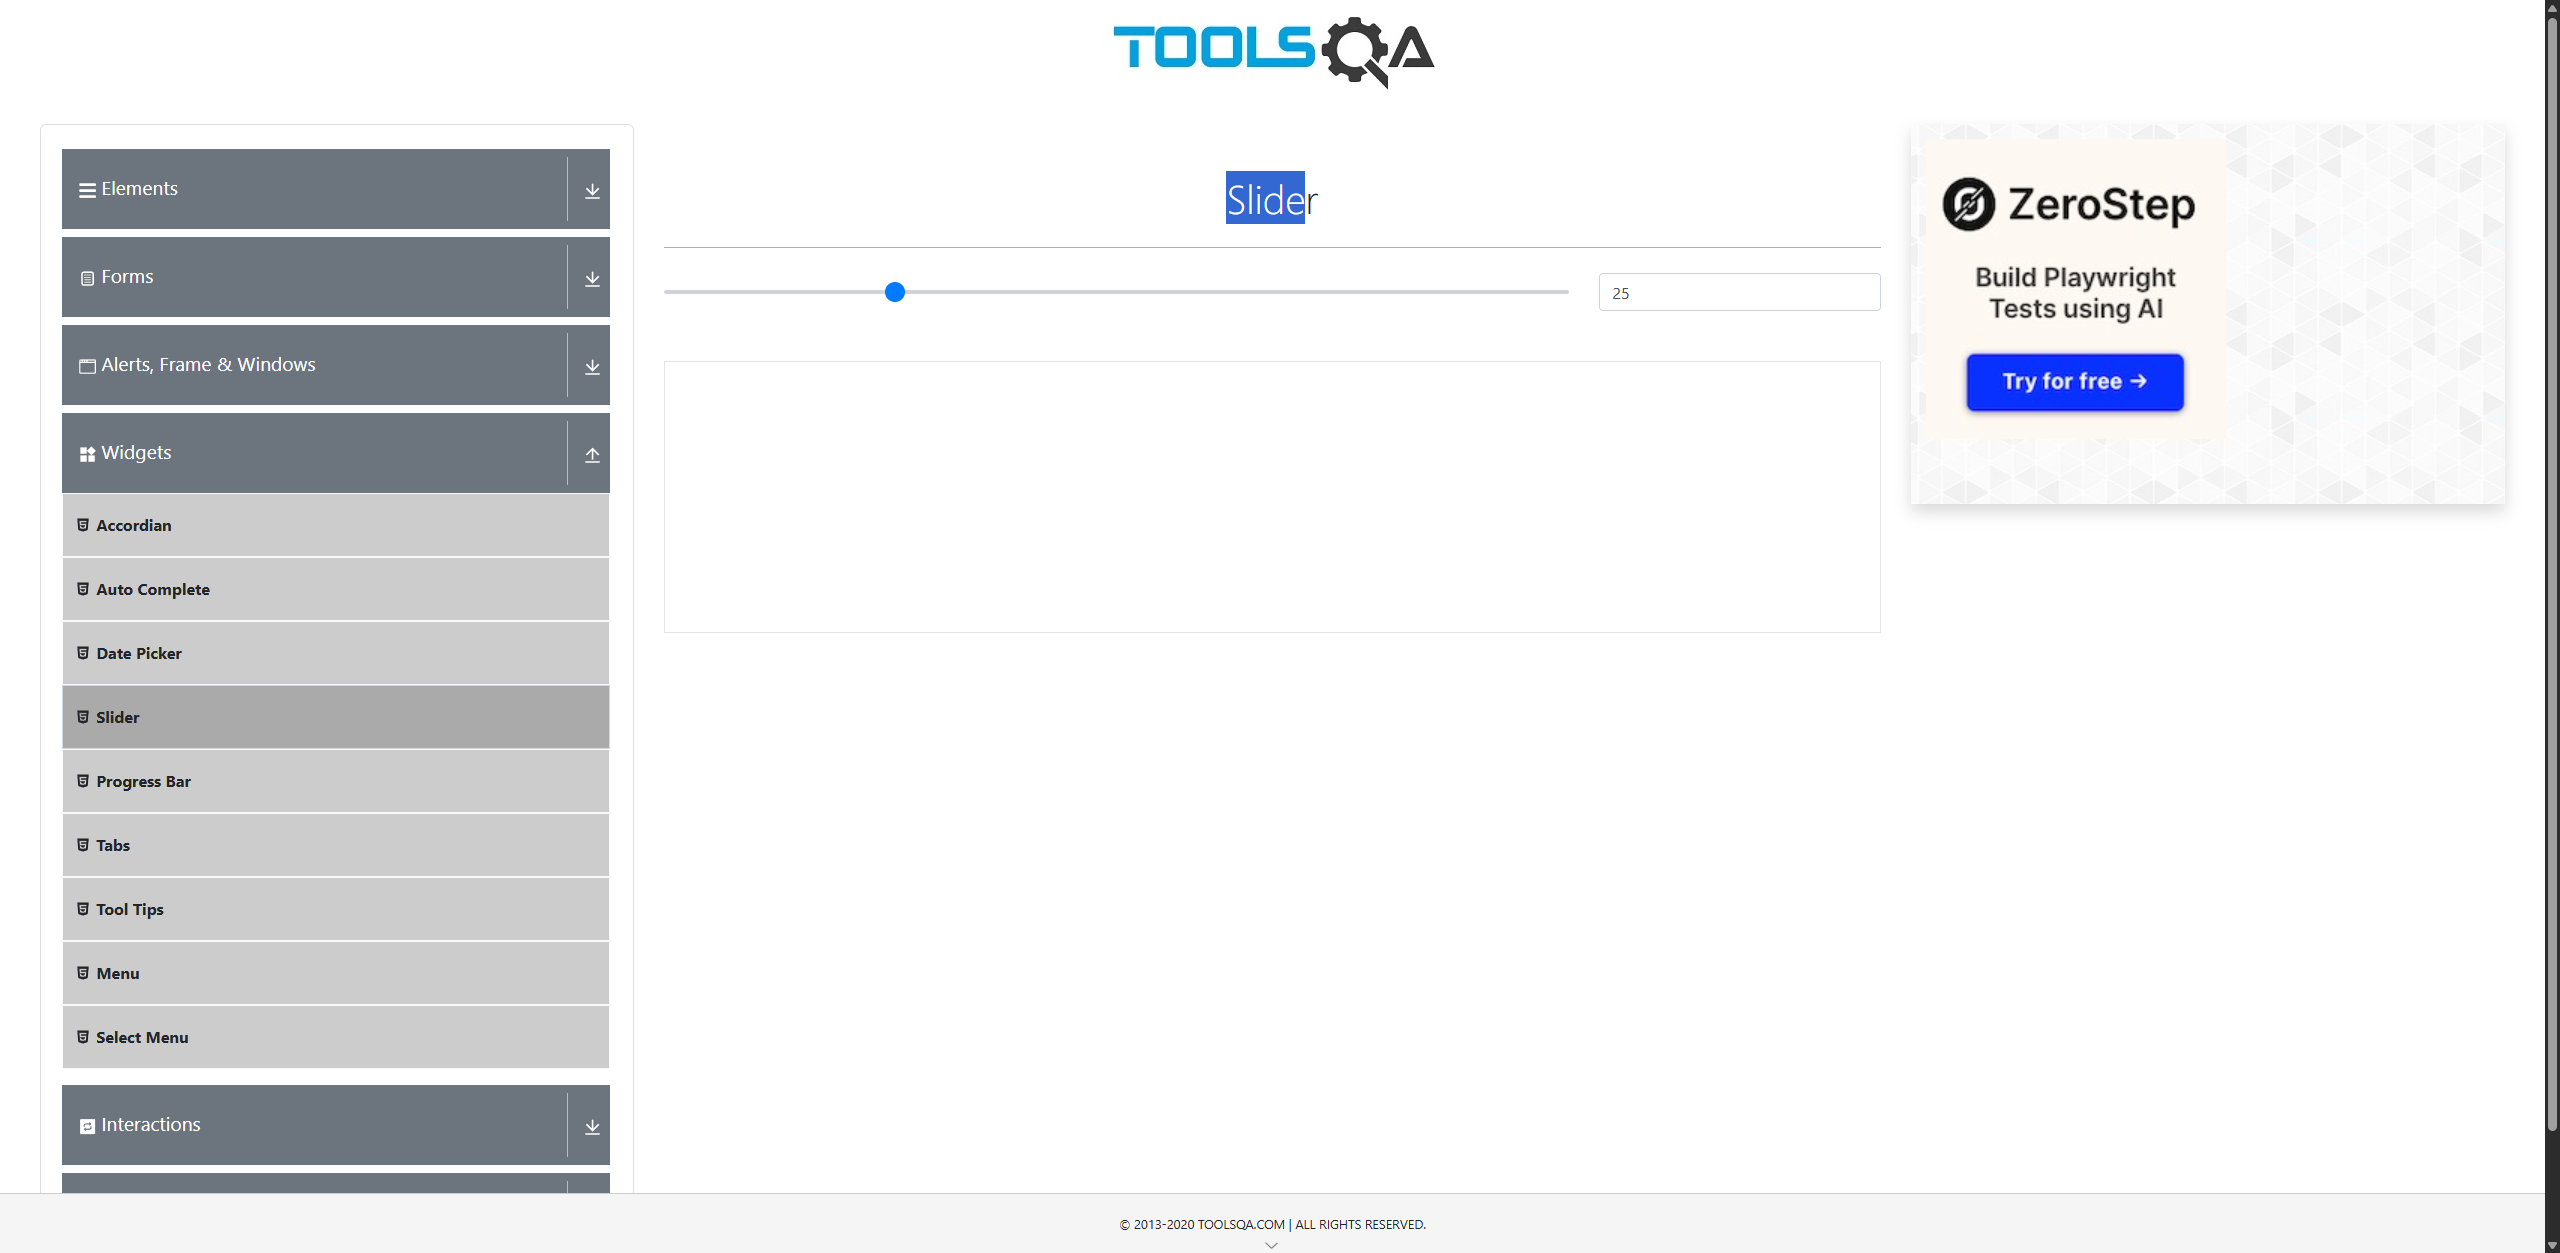 TOOLSQA
Elements
Forms
Alerts, Frame & Windows
Widgets
Accordian
Auto Complete
Date Picker
Slider
Progress Bar
Tabs
Tool Tips
Menu
Select Menu
Interactions
Slider
25
ZeroStep
Build Playwright
Tests using AI
Try for free →
© 2013-2020 TOOLSQA.COM | ALL RIGHTS RESERVED.